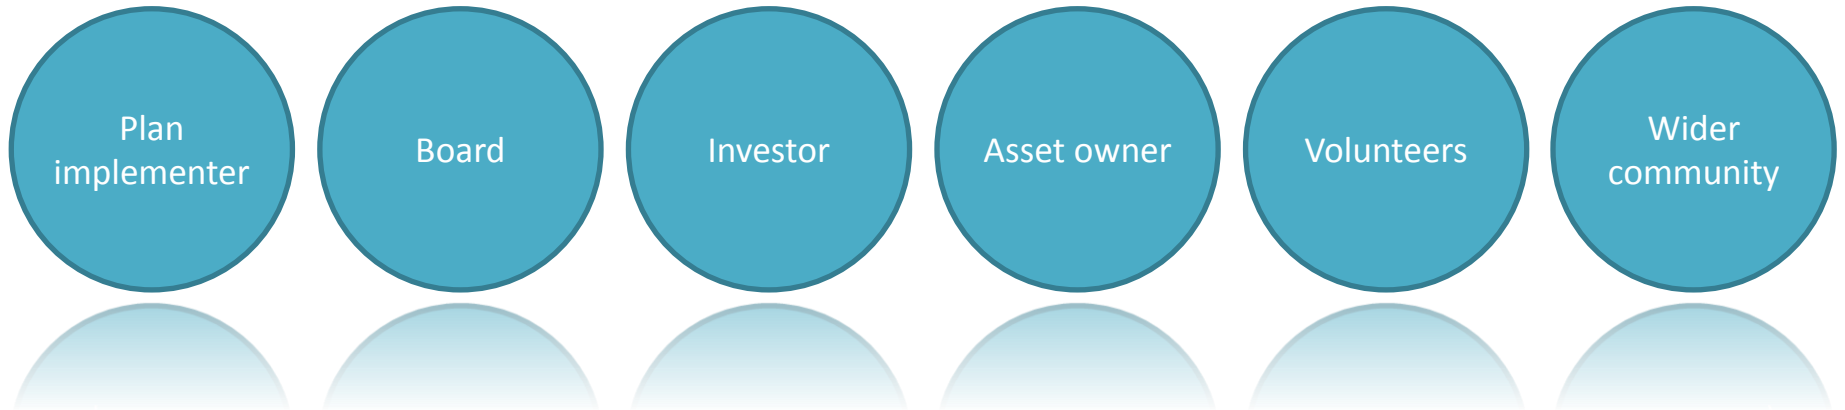 Plan
implementer
Board
Investor
Asset owner
Volunteers
Wider
community